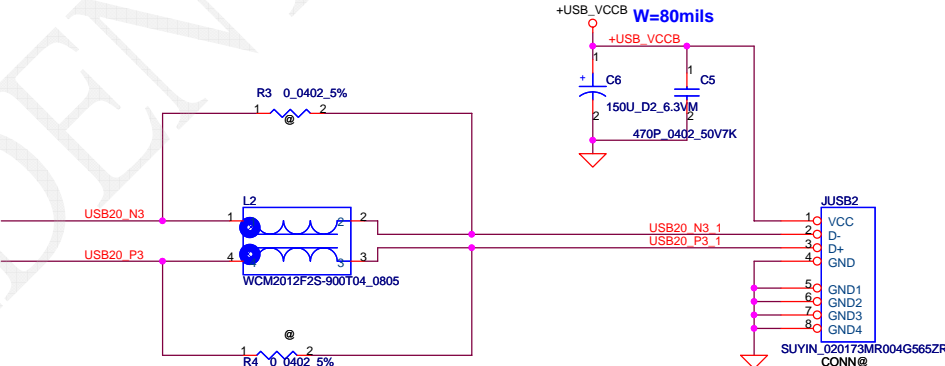 +USB_VCCB
W=80mils
+USB_VCCB
1
+
C6
150U_D2_6.3VM
2
1
C5
2
470P_0402_50V7K
R3 0_0402_5%
1
2
@
L2
USB20_N3
1
2
2
USB20_P3
4
3
3
WCM2012F2S-900T04_0805
USB20_N3_1
USB20_P3_1
@
1
2
R4 0_0402_5%
JUSB2
1
VCC
2
D-
3
D+
4
GND
5
GND1
6
GND2
7
GND3
8
GND4
SUYIN_020173MR004G565ZR
CONN@